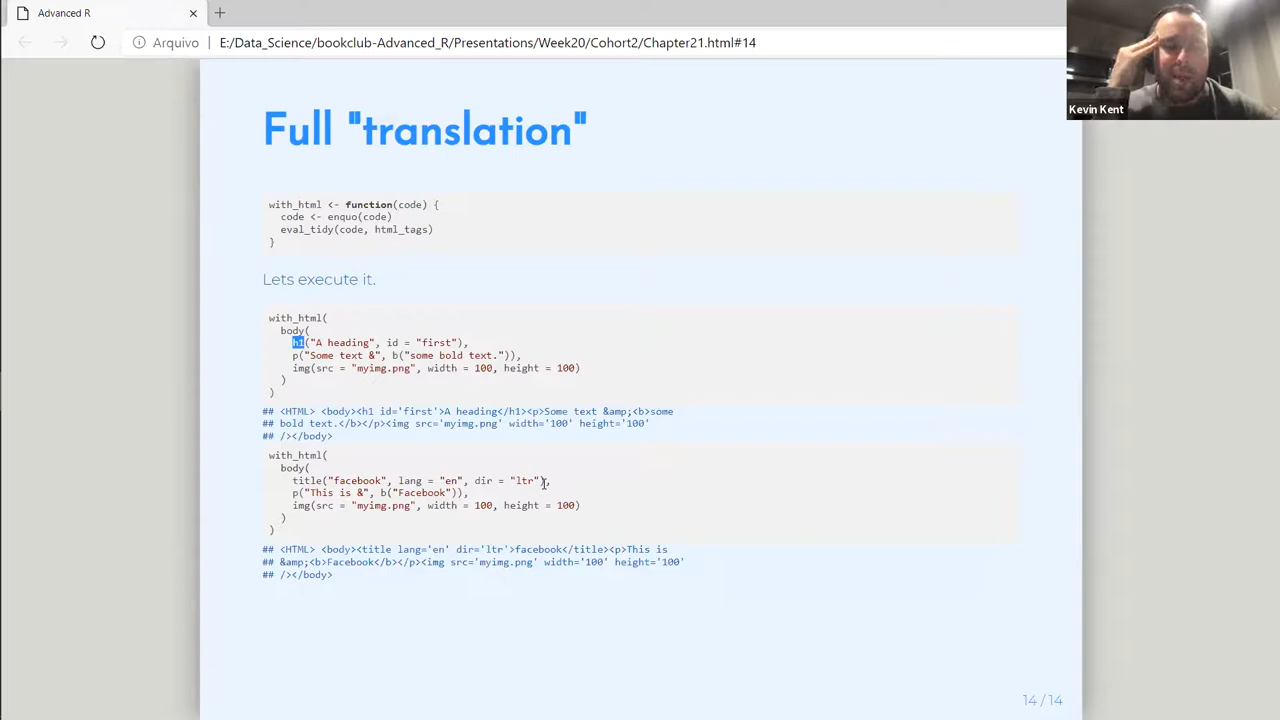 Advanced R
Arquivo
E:/Data_Science/bookclub-Advanced_R/Presentations/Week20/Cohort2/Chapter21.html#14
Kevin Kent
Full "translation"
with_html <- function(code) {
  code <- enquo(code)
  eval_tidy(code, html_tags)
}
Lets execute it.
with_html(
  body(
    h1("A heading", id = "first"),
    p("Some text &", b("some bold text.")),
    img(src = "myimg.png", width = 100, height = 100)
  )
)
## <HTML> <body><h1 id='first'>A heading</h1><p>Some text &amp;<b>some
## bold text.</b></p><img src='myimg.png' width='100' height='100'
## /></body>
with_html(
  body(
    title("facebook", lang = "en", dir = "ltr"),
    p("This is &", b("Facebook")),
    img(src = "myimg.png", width = 100, height = 100)
  )
)
## <HTML> <body><title lang='en' dir='ltr'>facebook</title><p>This is
## &amp;<b>Facebook</b></p><img src='myimg.png' width='100' height='100'
## /></body>
14 / 14